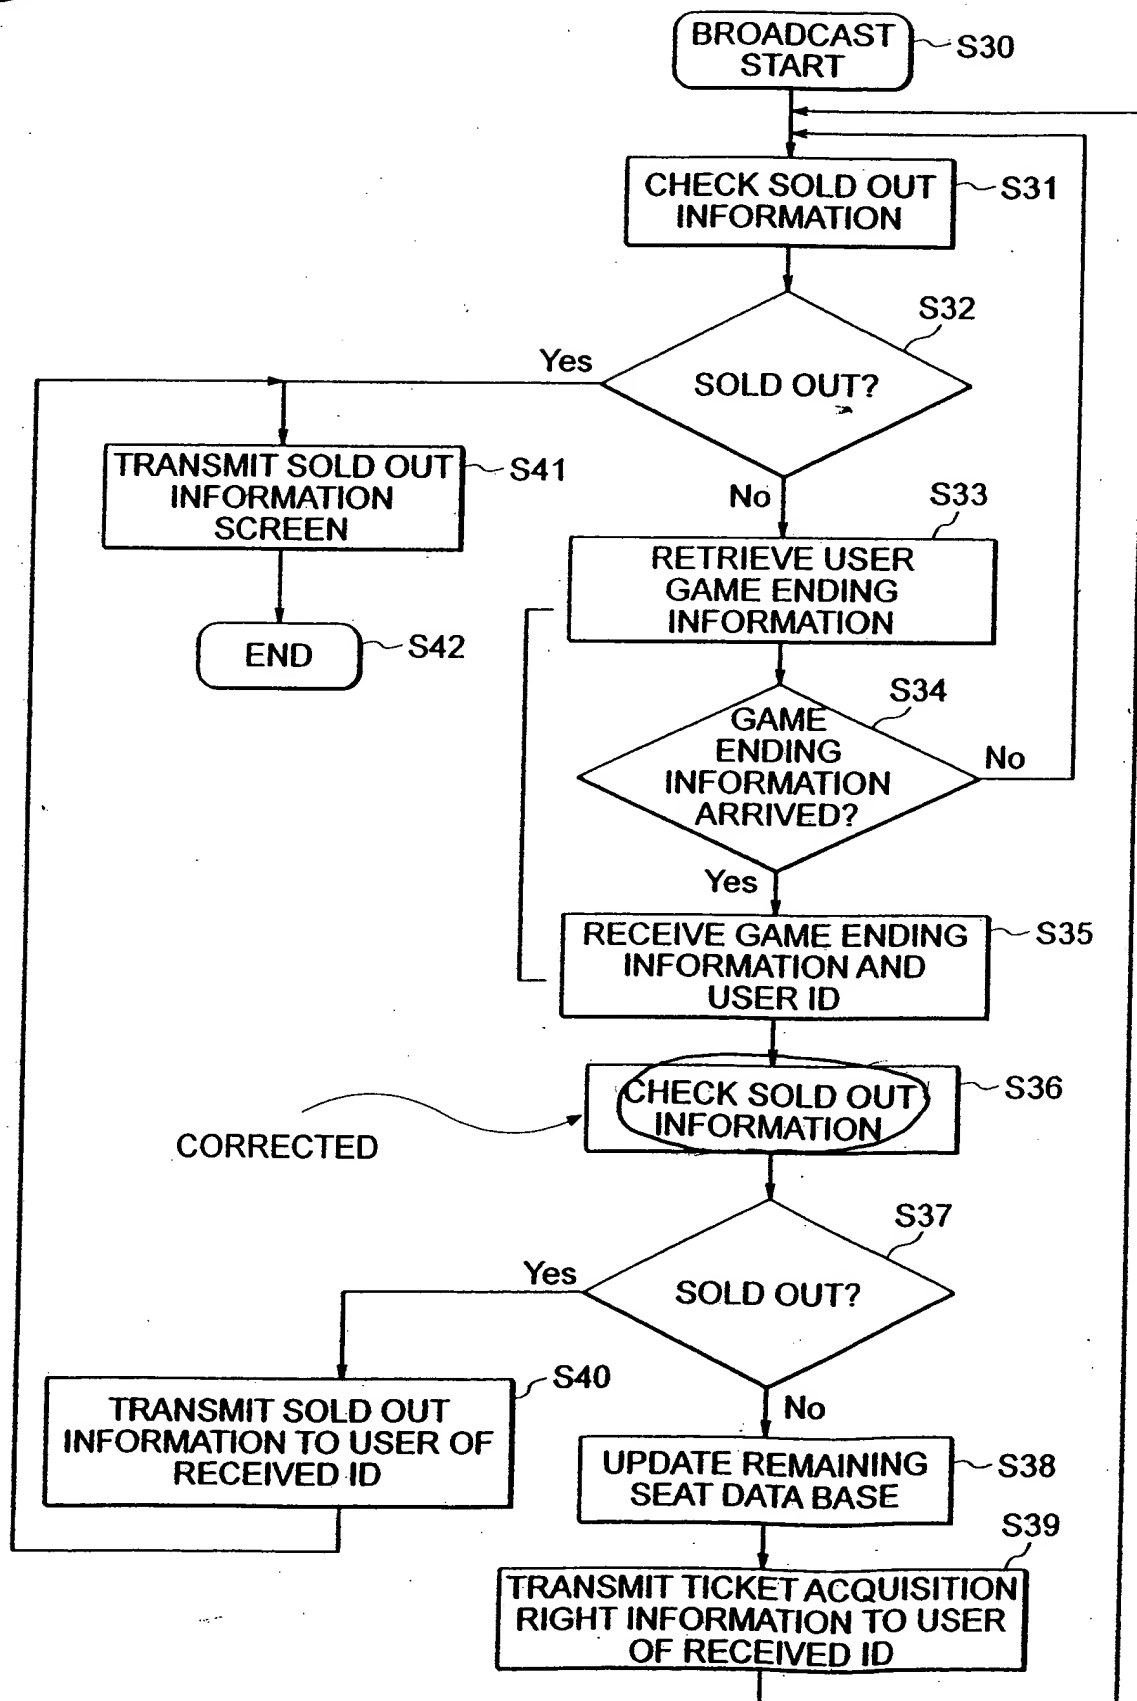 BROADCAST
START
S30
CHECK SOLD OUT
INFORMATION
S31
S32
Yes
SOLD OUT?
TRANSMIT SOLD OUT
INFORMATION
SCREEN
S41
No
S33
RETRIEVE USER
GAME ENDING
INFORMATION
END
S42
S34
GAME
ENDING
INFORMATION
ARRIVED?
No
Yes
RECEIVE GAME ENDING
INFORMATION AND
USER ID
S35
CHECK SOLD OUT
INFORMATION
S36
CORRECTED
S37
Yes
SOLD OUT?
S40
TRANSMIT SOLD OUT
INFORMATION TO USER OF
RECEIVED ID
No
UPDATE REMAINING
SEAT DATA BASE
S38
S39
TRANSMIT TICKET ACQUISITION
RIGHT INFORMATION TO USER
OF RECEIVED ID